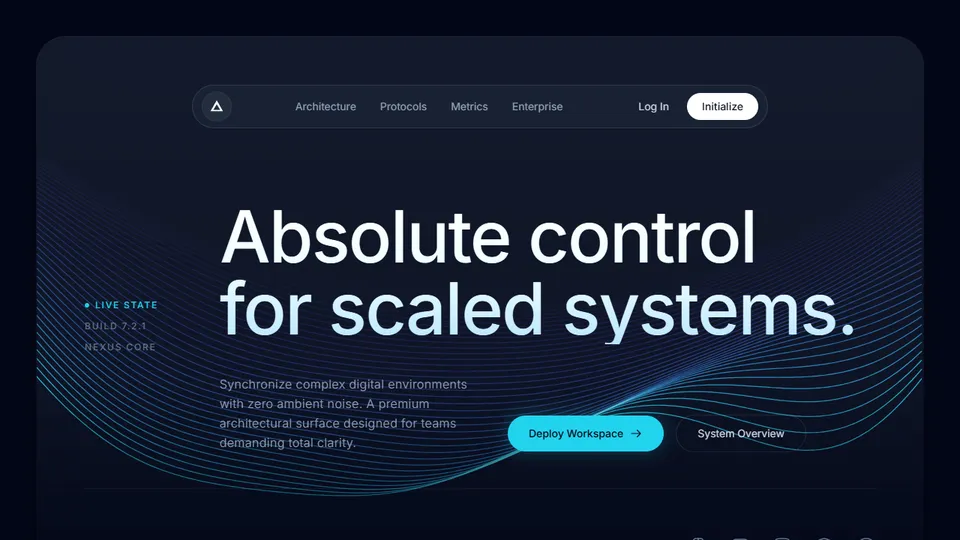 Architecture Protocols Metrics Enterprise Log In Initialize
Absolute control
for scaled systems.
LIVE STATE
BUILD 7.2.1
NEXUS CORE
Synchronize complex digital environments
with zero ambient noise. A premium
architectural surface designed for teams
demanding total clarity.
Deploy Workspace → System Overview